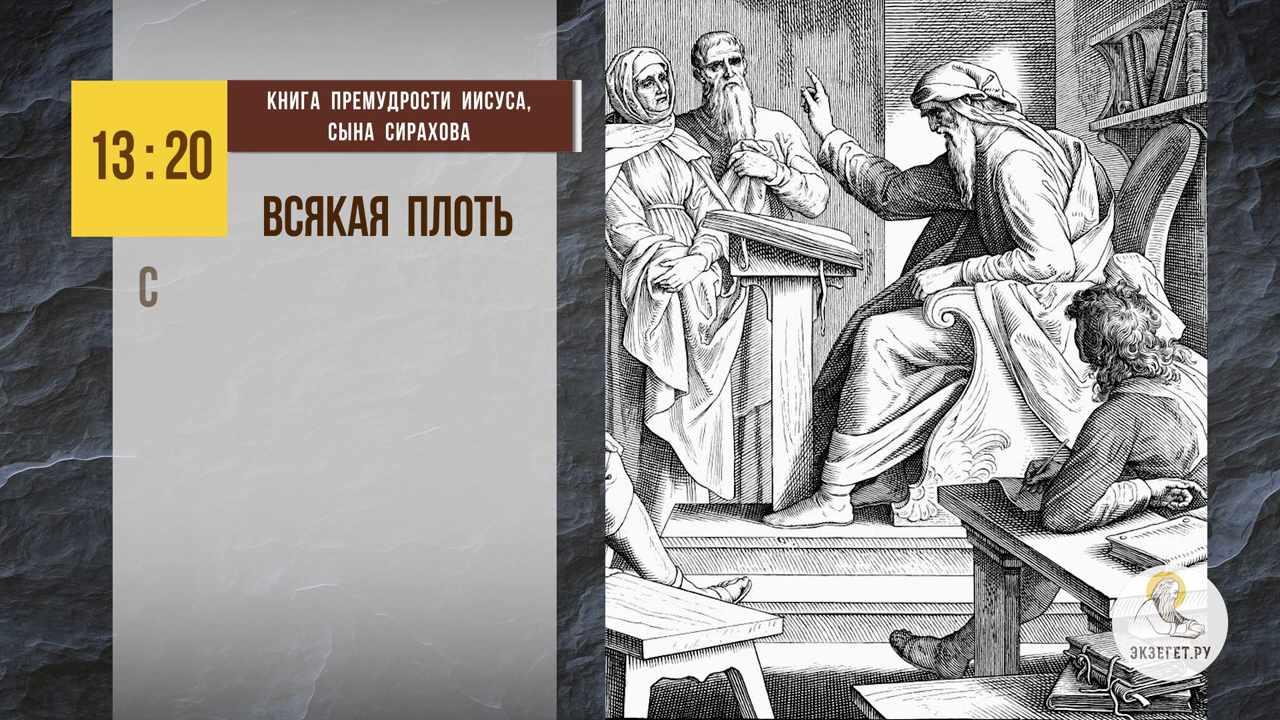 13:20
КНИГА ПРЕМУДРОСТИ ИИСУСА,
СЫНА СИРАХОВА
ВСЯКАЯ ПЛОТЬ
С
ЭКЗЕГЕТ.РУ